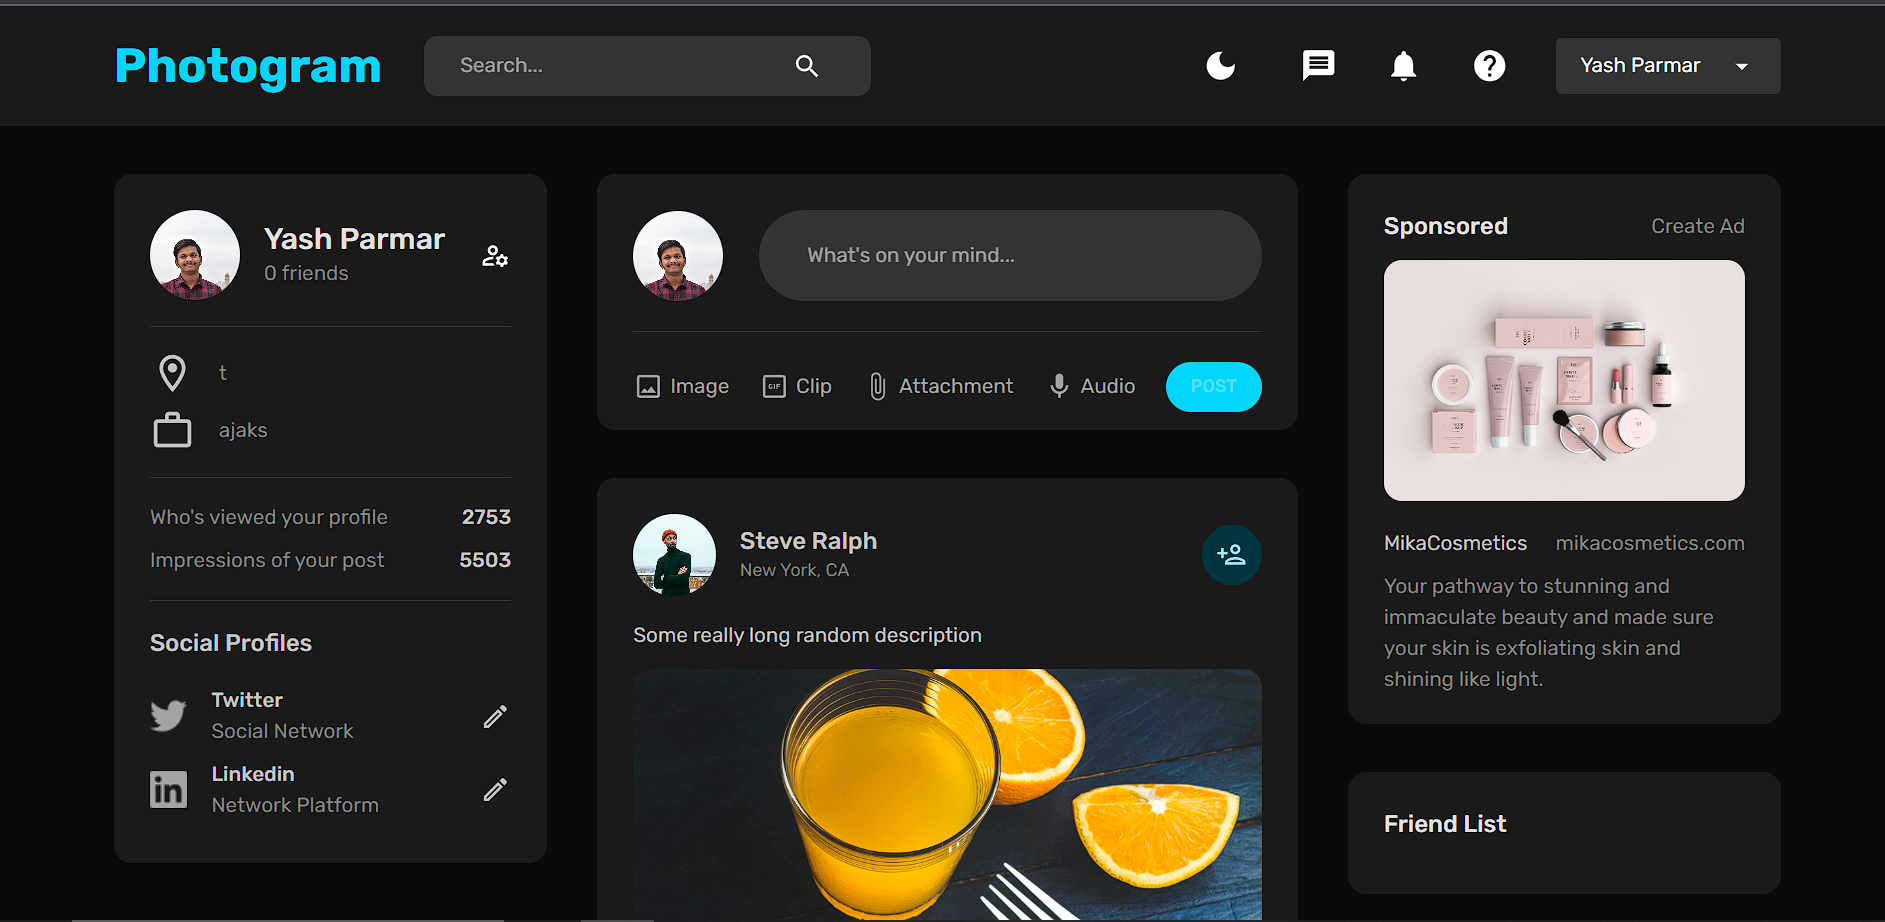 Photogram
Search...
Yash Parmar
Yash Parmar
0 friends
t
ajaks
Who's viewed your profile 2753
Impressions of your post 5503
Social Profiles
Twitter
Social Network
Linkedin
Network Platform
What's on your mind...
Image
GIF
Clip
Attachment
Audio
POST
Steve Ralph
New York, CA
Some really long random description
Sponsored
Create Ad
MikaCosmetics
mikacosmetics.com
Your pathway to stunning and
immaculate beauty and made sure
your skin is exfoliating skin and
shining like light.
Friend List